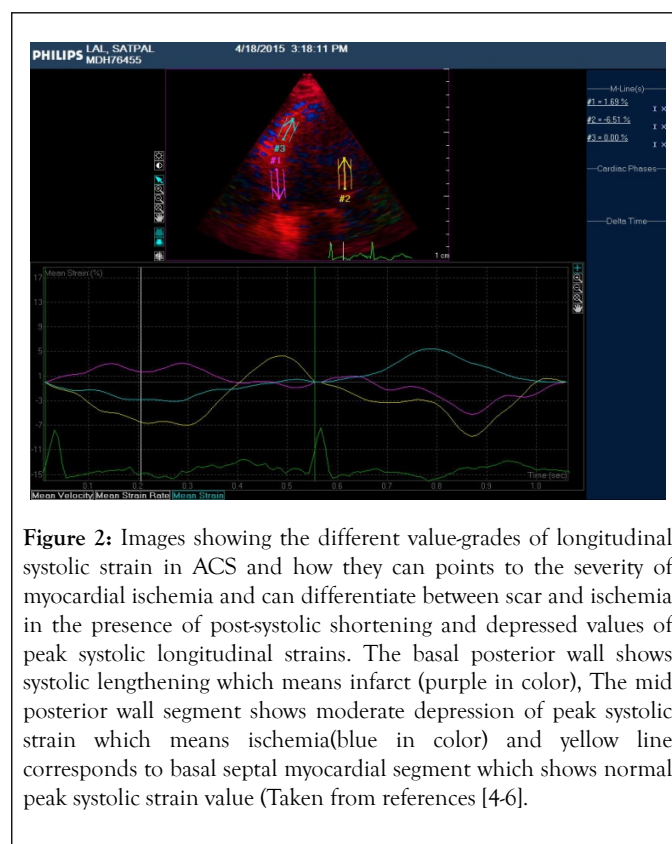 PHILIPS LAL, SATPAL 4/18/2015 3:18:11 PM
MDH76455
M-Line(s)
#1 = 1.69 % I X
#2 = -6.51 % I X
#3 = 0.00 % I X
Cardiac Phases
Delta Time
#3
#1
#2
1 cm
Mean Strain (%)
17
13
9
5
1
-3
-7
-11
-15
0.1 0.2 0.3 0.4 0.5 0.6 0.7 0.8 0.9 1.0
Time (sec)
Mean Velocity Mean Strain Rate Mean Strain
Figure 2: Images showing the different value-grades of longitudinal
systolic strain in ACS and how they can points to the severity of
myocardial ischemia and can differentiate between scar and ischemia
in the presence of post-systolic shortening and depressed values of
peak systolic longitudinal strains. The basal posterior wall shows
systolic lengthening which means infarct (purple in color), The mid
posterior wall segment shows moderate depression of peak systolic
strain which means ischemia(blue in color) and yellow line
corresponds to basal septal myocardial segment which shows normal
peak systolic strain value (Taken from references [4-6].